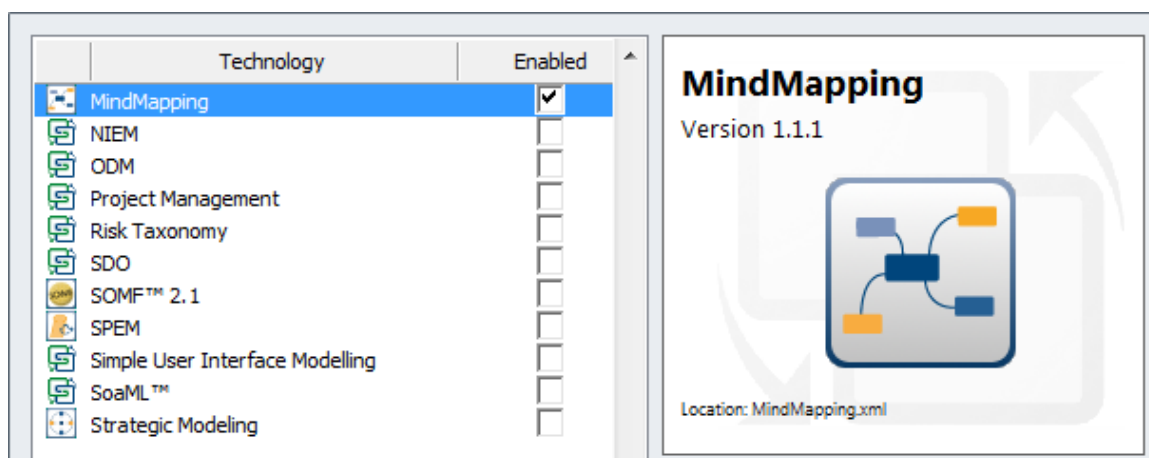 Technology Enabled
MindMapping
NIEM
ODM
Project Management
Risk Taxonomy
SDO
SOMF™ 2.1
SPEM
Simple User Interface Modelling
SoaML™
Strategic Modeling
MindMapping
Version 1.1.1
Location: MindMapping.xml